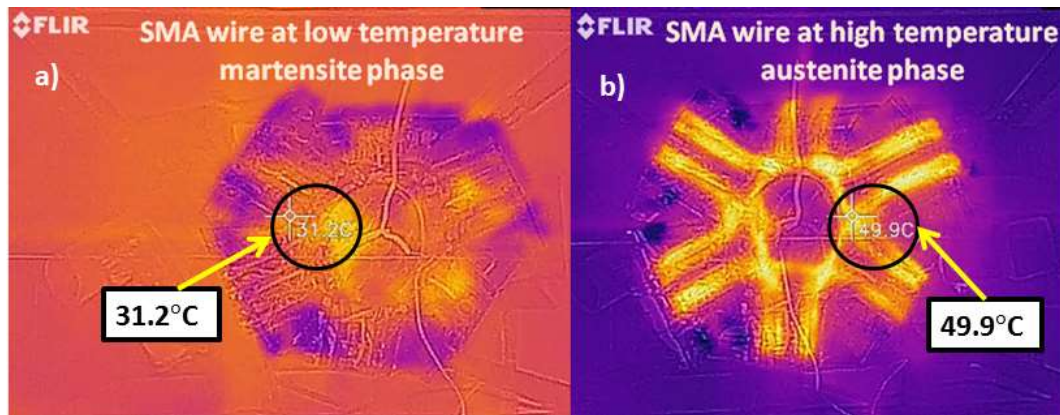 FLIR
SMA wire at low temperature
martensite phase
a)
31.2C
31.2°C
FLIR
SMA wire at high temperature
austenite phase
b)
49.9C
49.9°C